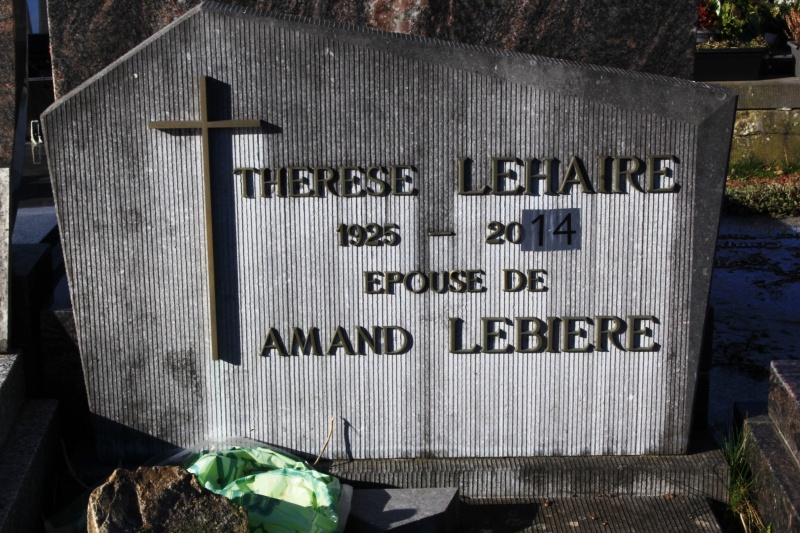 THERESE LEHAIRE
1925 - 2014
EPOUSE DE
AMAND LEBIERE